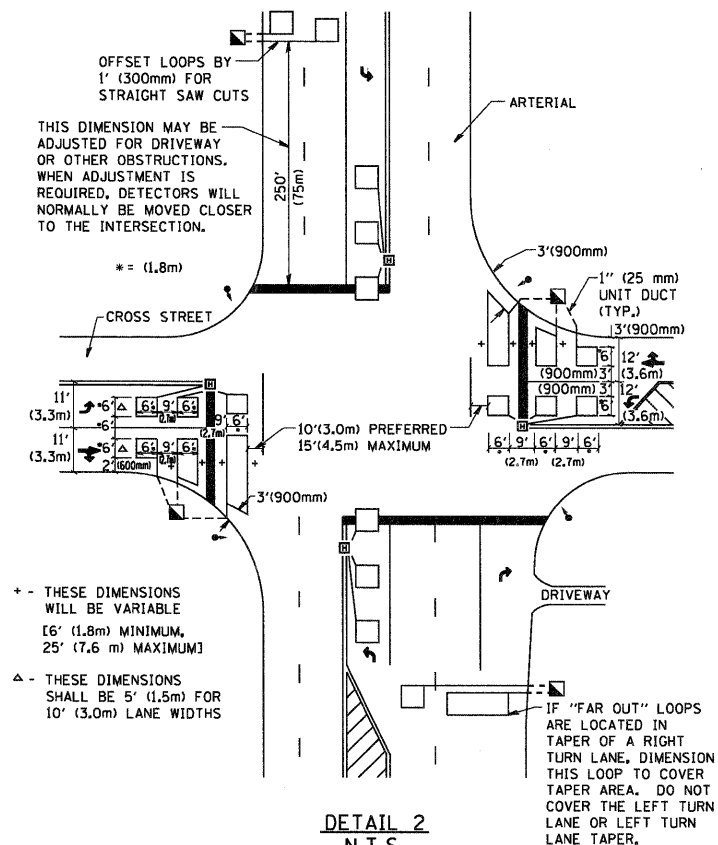 OFFSET LOOPS BY
1' (300mm) FOR
STRAIGHT SAW CUTS
ARTERIAL
THIS DIMENSION MAY BE
ADJUSTED FOR DRIVEWAY
OR OTHER OBSTRUCTIONS.
WHEN ADJUSTMENT IS
REQUIRED, DETECTORS WILL
NORMALLY BE MOVED CLOSER
TO THE INTERSECTION.
250'
(75m)
* = (1.8m)
3'(900mm)
1" (25 mm)
UNIT DUCT
(TYP.)
CROSS STREET
3'(900mm)
6' 12'
(900mm) 3' (3.6m)
(900mm) 3' 12'
6' (3.6m)
H
11' *6' △ 6' 9' 6'
(3.3m) (2.7m)
*6' 9' 6'
(2.7m)
11' *6' △ 6' 9' 6'
(3.3m) (2.7m)
2' (600mm)
10'(3.0m) PREFERRED
15'(4.5m) MAXIMUM
6' 9' 6' 9' 6'
(2.7m) (2.7m)
3'(900mm)
H
H
H
DRIVEWAY
+ - THESE DIMENSIONS
WILL BE VARIABLE
[6' (1.8m) MINIMUM,
25' (7.6 m) MAXIMUM]
△ - THESE DIMENSIONS
SHALL BE 5' (1.5m) FOR
10' (3.0m) LANE WIDTHS
IF "FAR OUT" LOOPS
ARE LOCATED IN
TAPER OF A RIGHT
TURN LANE, DIMENSION
THIS LOOP TO COVER
TAPER AREA. DO NOT
COVER THE LEFT TURN
LANE OR LEFT TURN
LANE TAPER.
DETAIL 2
N.T.S.